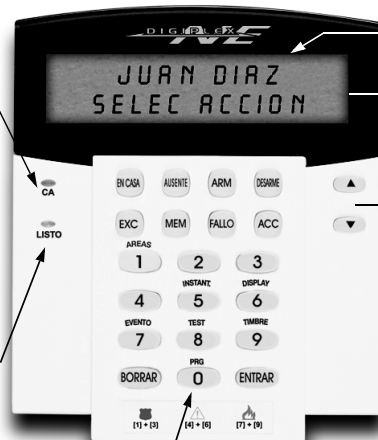 DIGIPLEX
NE
JUAN DIAZ
SELEC ACCION
CA
LISTO
EN CASA AUSENTE ARM DESARME
EXC MEM FALLO ACC
AREAS
1 2 3
INSTANT. DISPLAY
4 5 6
EVENTO TEST TIMBRE
7 8 9
PRG
BORRAR 0 ENTRAR
[1] + [3] [4] + [6] [7] + [9]